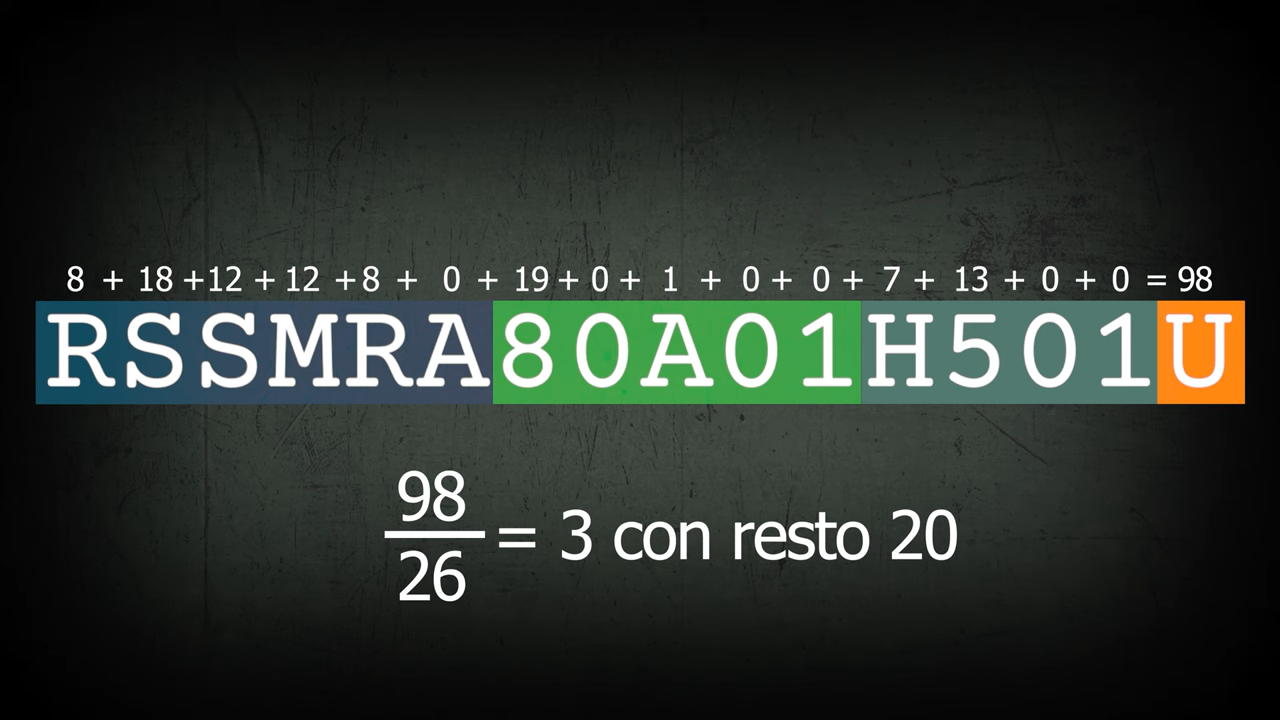 8 + 18 +12 + 12 +8 + 0 + 19 + 0 + 1 + 0 + 0 + 7 + 13 + 0 + 0 = 98
RSSMRA80A01H501U
98
26
= 3 con resto 20